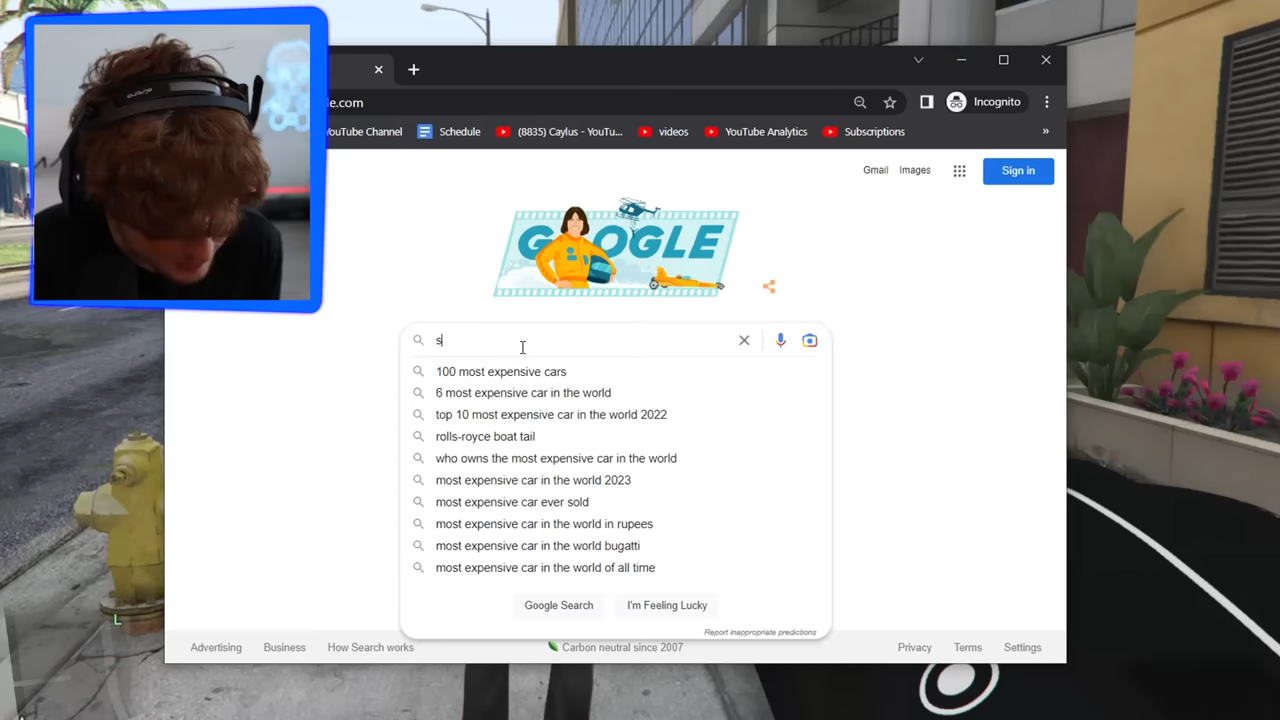 le.com
Incognito
YouTube Channel
Schedule
(8835) Caylus - YouTu...
videos
YouTube Analytics
Subscriptions
»
Gmail
Images
Sign in
GOOGLE
s
100 most expensive cars
6 most expensive car in the world
top 10 most expensive car in the world 2022
rolls-royce boat tail
who owns the most expensive car in the world
most expensive car in the world 2023
most expensive car ever sold
most expensive car in the world in rupees
most expensive car in the world bugatti
most expensive car in the world of all time
Google Search
I'm Feeling Lucky
Report inappropriate predictions
Advertising
Business
How Search works
Carbon neutral since 2007
Privacy
Terms
Settings
L